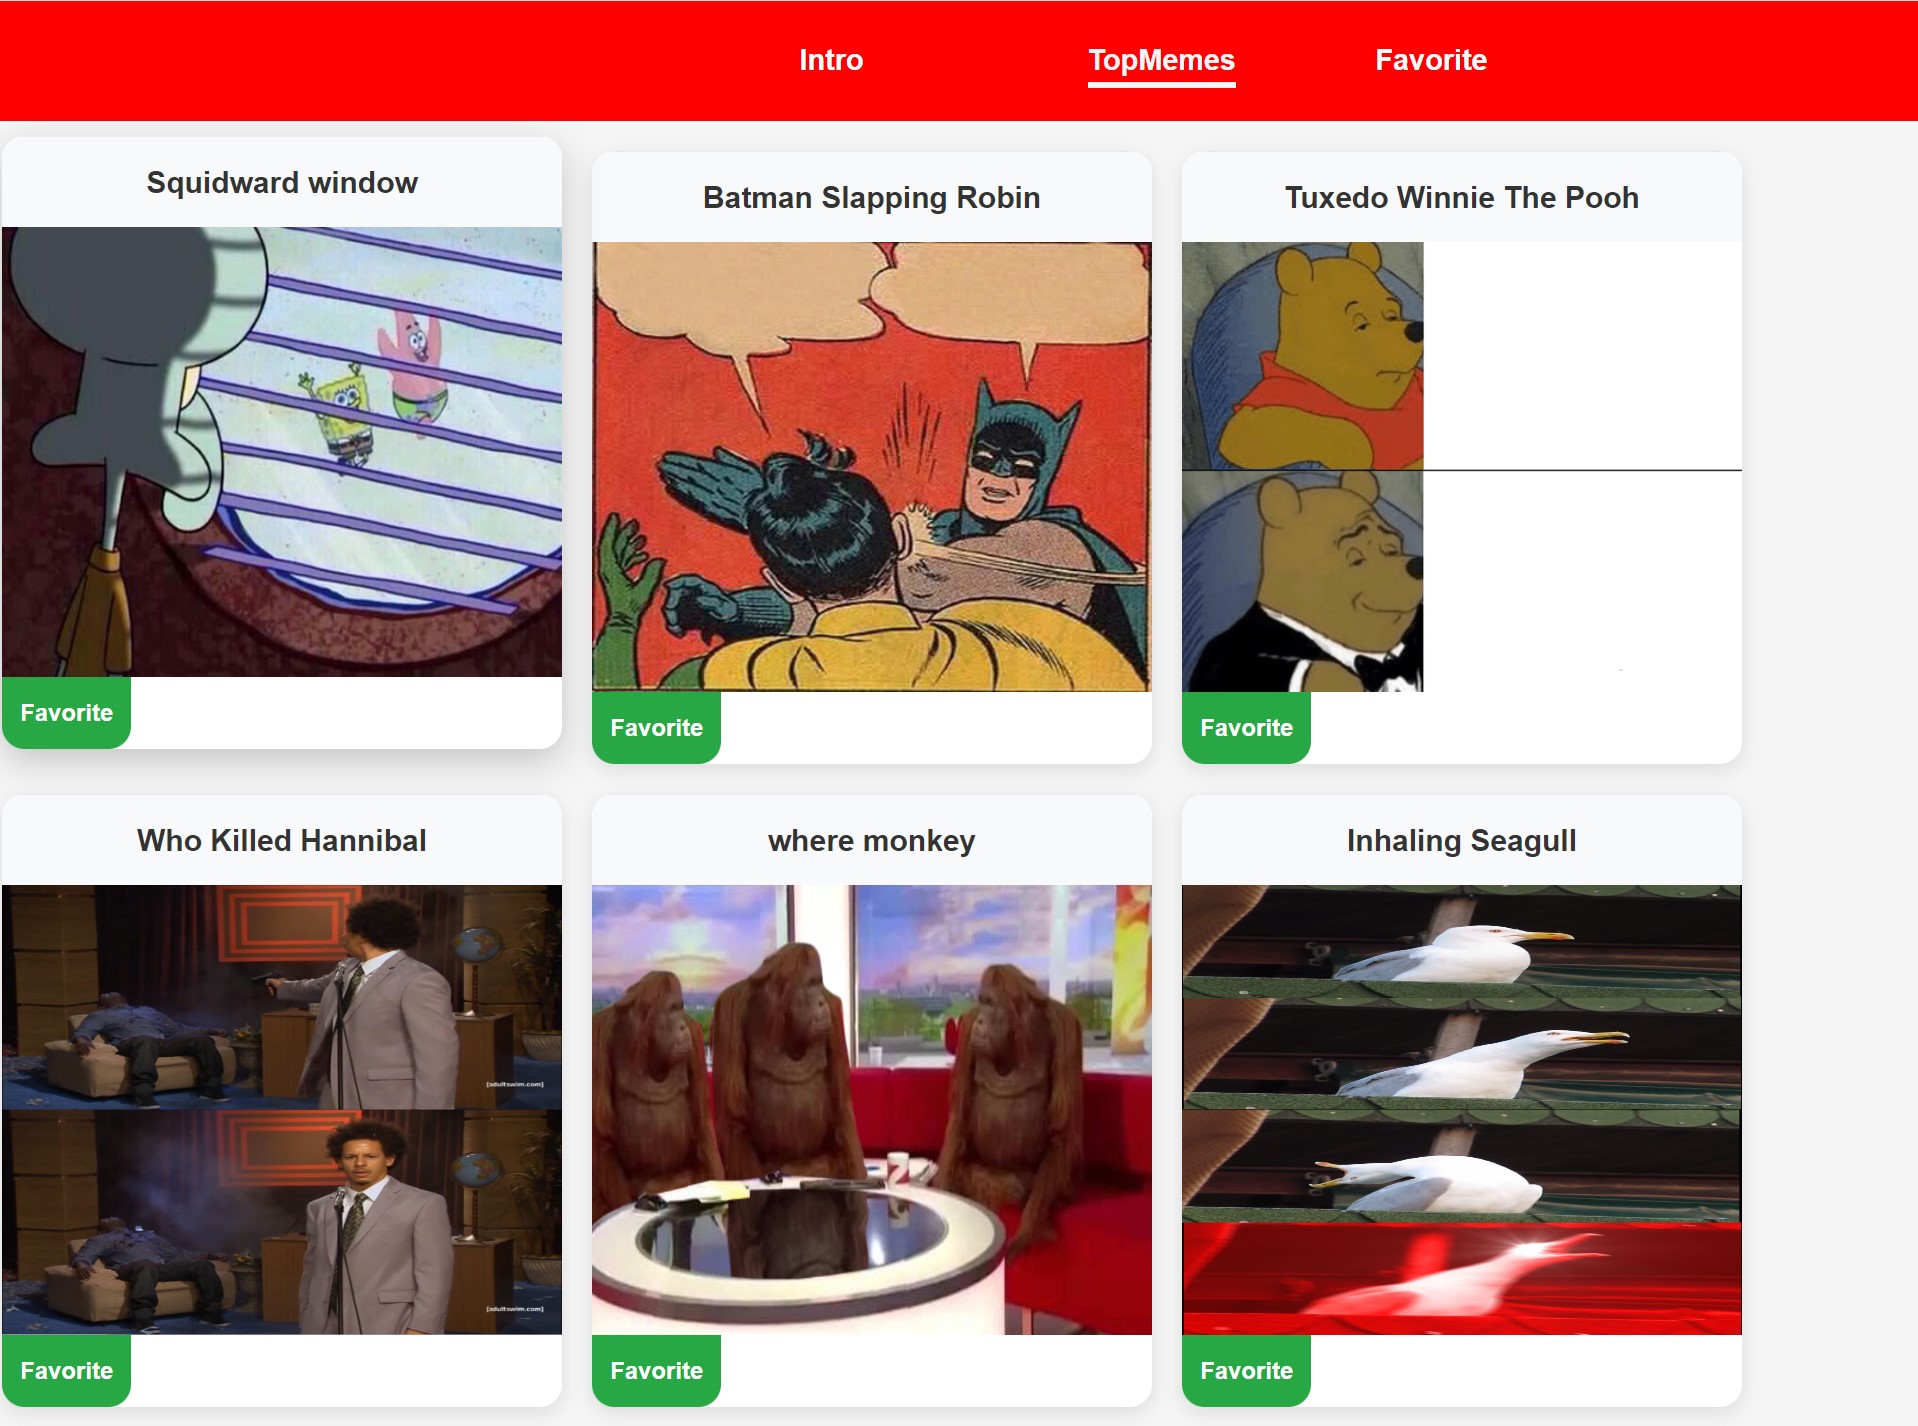 Intro TopMemes Favorite
Squidward window
Batman Slapping Robin
Tuxedo Winnie The Pooh
Favorite
Favorite
Favorite
Who Killed Hannibal
where monkey
Inhaling Seagull
[adultswim.com]
[adultswim.com]
Favorite
Favorite
Favorite